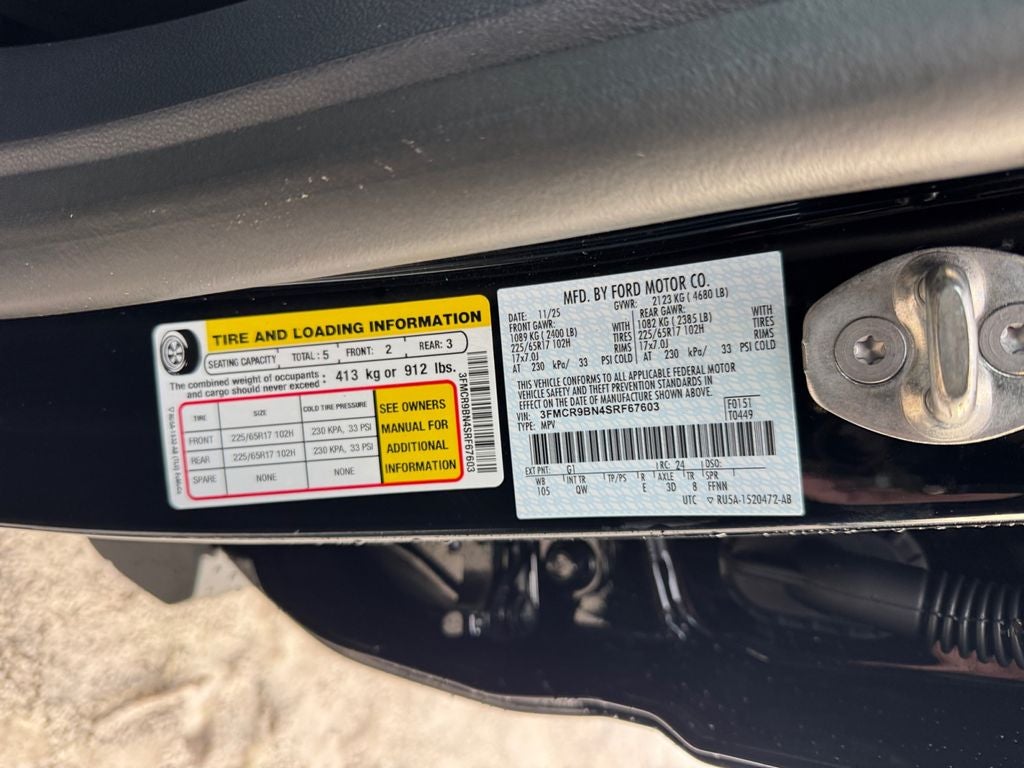 TIRE AND LOADING INFORMATION
SEATING CAPACITY TOTAL: 5 FRONT: 2 REAR: 3
The combined weight of occupants and cargo should never exceed: 413 kg or 912 lbs.
TIRE SIZE COLD TIRE PRESSURE
FRONT 225/65R17 102H 230 KPA, 33 PSI
REAR 225/65R17 102H 230 KPA, 33 PSI
SPARE NONE NONE
SEE OWNERS
MANUAL FOR
ADDITIONAL
INFORMATION
3FMCR9BN4SRF67603
MFD. BY FORD MOTOR CO.
DATE: 11/25 GVWR: 2123 KG ( 4680 LB)
FRONT GAWR: REAR GAWR:
1089 KG ( 2400 LB) WITH 1082 KG ( 2385 LB) WITH
225/65R17 102H TIRES 225/65R17 102H TIRES
17x7.0J RIMS 17x7.0J RIMS
AT 230 kPa/ 33 PSI COLD AT 230 kPa/ 33 PSI COLD
THIS VEHICLE CONFORMS TO ALL APPLICABLE FEDERAL MOTOR
VEHICLE SAFETY AND THEFT PREVENTION STANDARDS IN
EFFECT ON THE DATE OF MANUFACTURE SHOWN ABOVE.
VIN: 3FMCR9BN4SRF67603 F0151
TYPE: MPV T0449
EXT PNT: G1 RC: 24 DSO:
WB INT TR TP/PS R AXLE TR SPR
105 QW E 3D 8 FFNN
UTC ▽ RU5A-1520472-AB